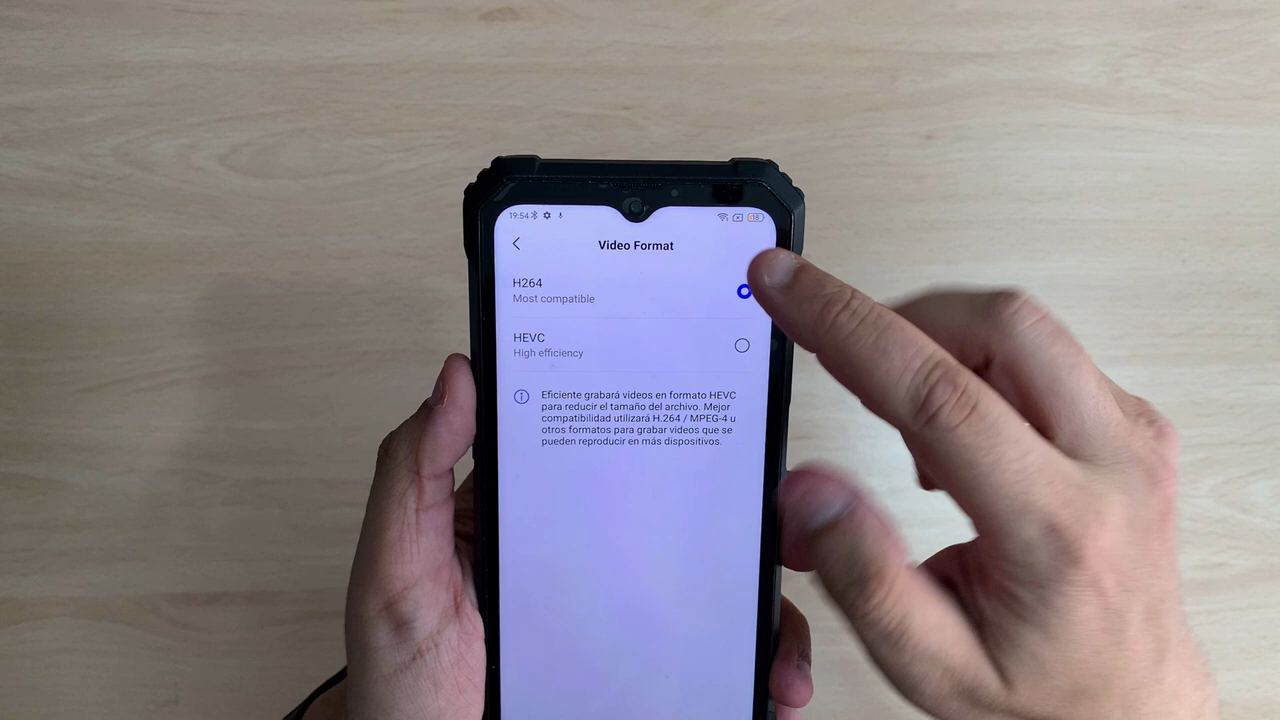 19:54
18
Video Format
H264
Most compatible
HEVC
High efficiency
Eficiente grabará videos en formato HEVC
para reducir el tamaño del archivo. Mejor
compatibilidad utilizará H.264 / MPEG-4 u
otros formatos para grabar videos que se
pueden reproducir en más dispositivos.